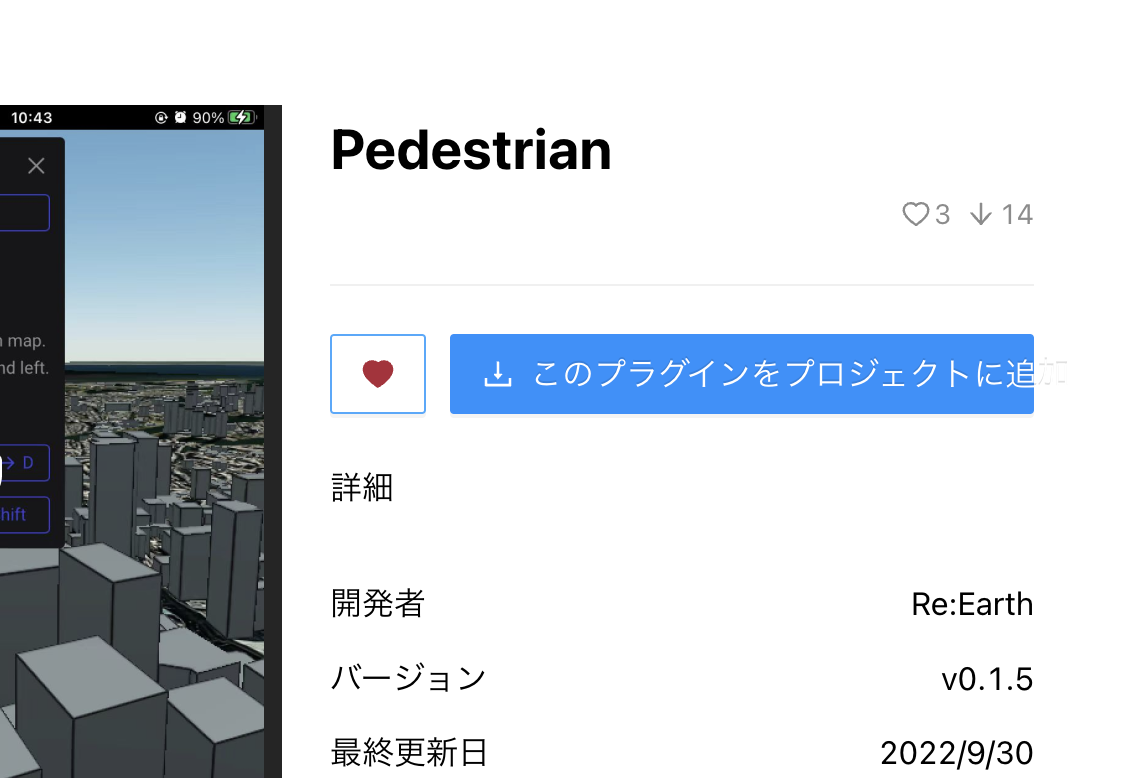 10:43
90%
map.
nd left.
→ D
hift
Pedestrian
3
14
このプラグインをプロジェクトに追加
詳細
開発者
Re:Earth
バージョン
v0.1.5
最終更新日
2022/9/30